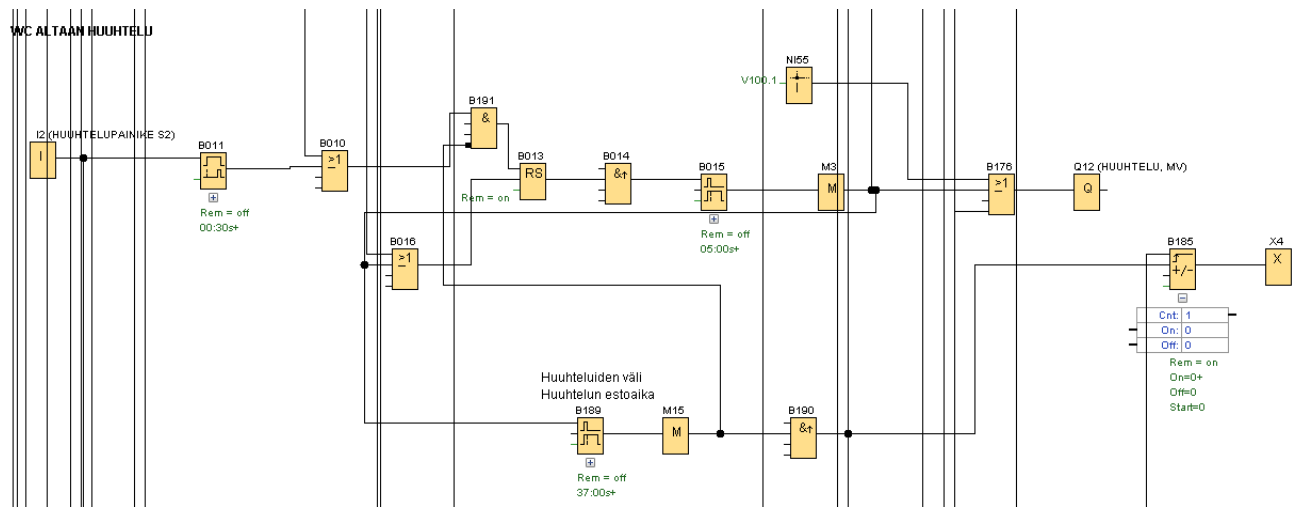 WC ALTAAN HUUHTELU
NI55
V100.1
I
B191
&
I2 (HUUHTELUPAINIKE S2)
I
B011
Rem = off
00:30s+
B010
>1
B013
RS
Rem = on
B014
&↑
B015
Rem = off
05:00s+
M3
M
B176
>1
Q12 (HUUHTELU, MV)
Q
B016
>1
B185
+/-
X4
X
Cnt: 1
On: 0
Off: 0
Rem = on
On=0+
Off=0
Start=0
Huuhteluiden väli
Huuhtelun estoaika
B189
Rem = off
37:00s+
M15
M
B190
&↑